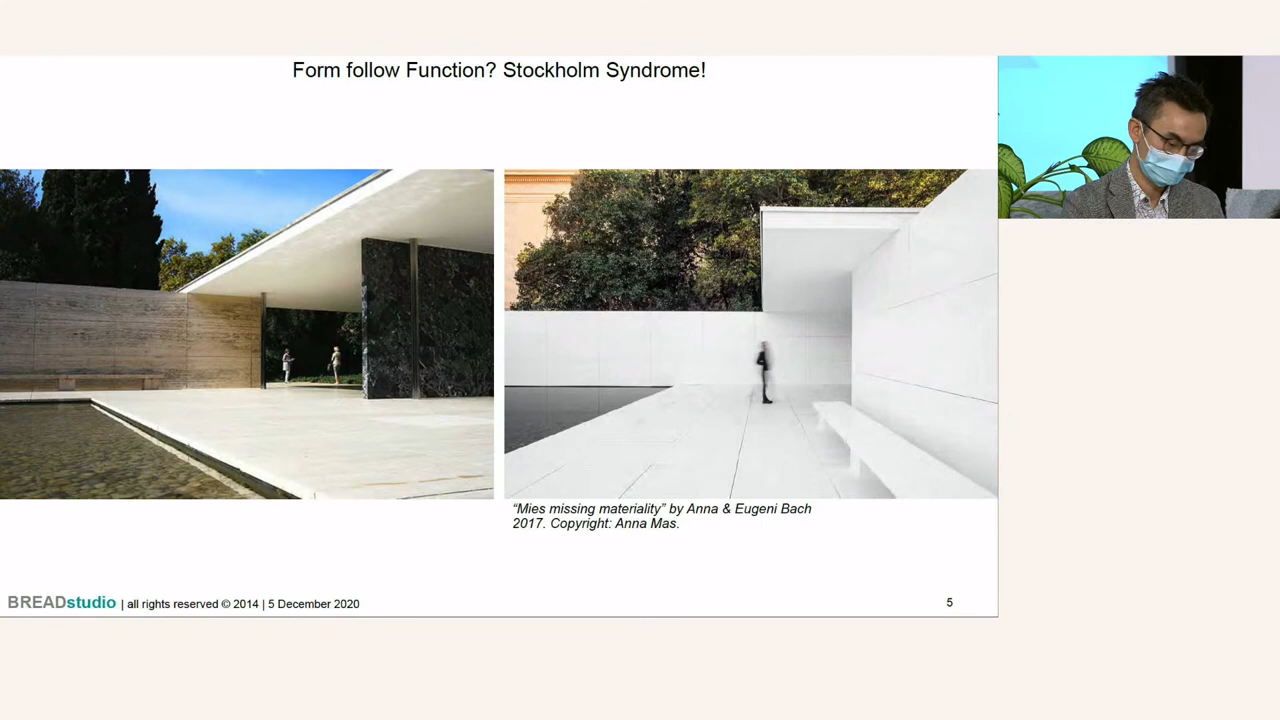 Form follow Function? Stockholm Syndrome!
“Mies missing materiality” by Anna & Eugeni Bach
2017. Copyright: Anna Mas.
BREADstudio | all rights reserved © 2014 | 5 December 2020
5